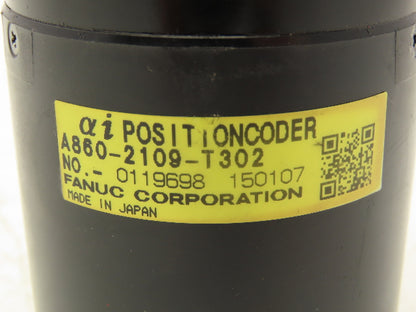 αi POSITIONCODER
A860-2109-T302
NO.- 0119698 150107
FANUC CORPORATION
MADE IN JAPAN